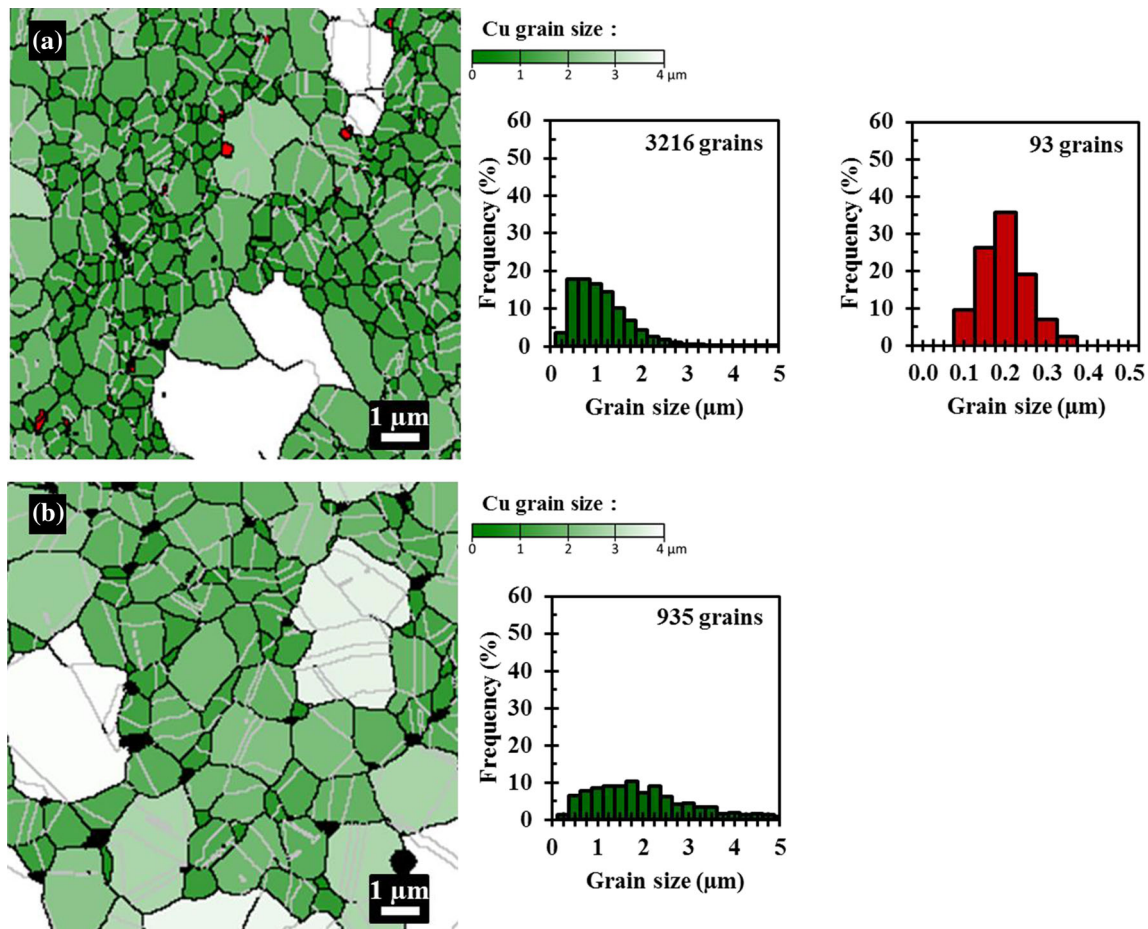 (a)
Cu grain size :
0 1 2 3 4 µm
60
50
40
30
20
10
0
Frequency (%)
3216 grains
0 1 2 3 4 5
Grain size (µm)
60
50
40
30
20
10
0
Frequency (%)
93 grains
0.0 0.1 0.2 0.3 0.6 0.5
Grain size (µm)
1 µm
(b)
Cu grain size :
0 1 2 3 4 µm
60
50
40
30
20
10
0
Frequency (%)
935 grains
0 1 2 3 4 5
Grain size (µm)
1 µm